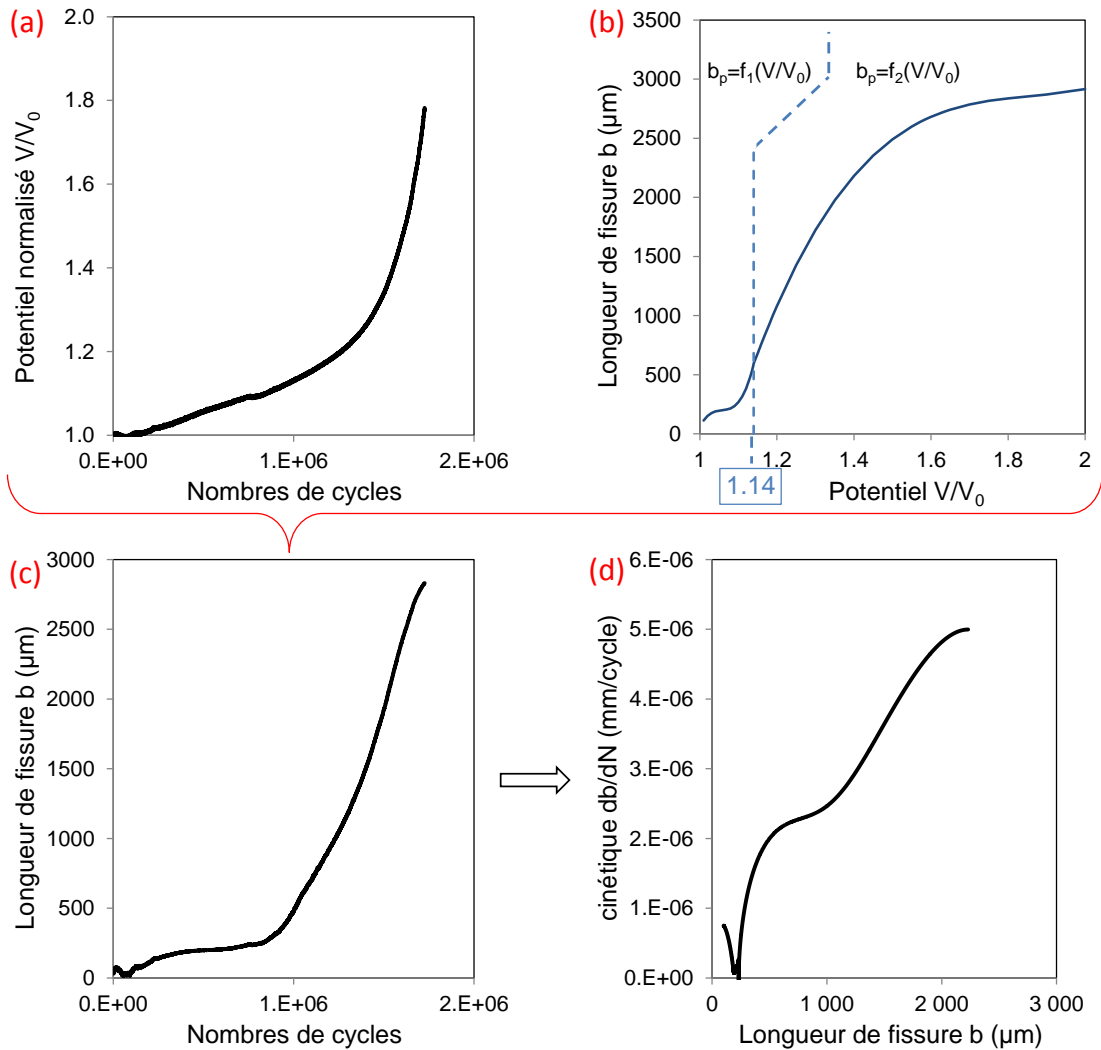 (a)
2.0
1.8
1.6
1.4
1.2
1.0
Potentiel normalisé V/V0
0.E+00
1.E+06
2.E+06
Nombres de cycles
(b)
3500
3000
2500
2000
1500
1000
500
0
Longueur de fissure b (µm)
bp=f1(V/V0)
bp=f2(V/V0)
1
1.2
1.4
1.6
1.8
2
1.14
Potentiel V/V0
(c)
3000
2500
2000
1500
1000
500
0
Longueur de fissure b (µm)
0.E+00
1.E+06
2.E+06
Nombres de cycles
(d)
6.E-06
5.E-06
4.E-06
3.E-06
2.E-06
1.E-06
0.E+00
cinétique db/dN (mm/cycle)
0
1 000
2 000
3 000
Longueur de fissure b (µm)